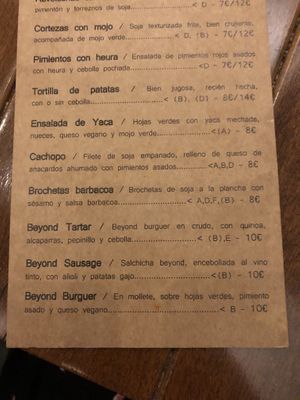 pimentón y torreznos de soja < D - 7€/12€
Cortezas con mojo / Soja texturizada frita, bien crujiente,
acompañada de mojo verde < D, (B) - 7€/12€
Pimientos con heura / Ensalada de pimientos rojos asados
con heura y cebolla pochada <D - 7€/12€
Tortilla de patatas / Bien jugosa, recién hecha,
con o sin cebolla < (B), (D) - 8€/14€
Ensalada de Yaca / Hojas verdes con yaca mechada,
nueces, queso vegano y mojo verde <(A) - 8€
Cachopo / Filete de soja empanado, relleno de queso de
anacardos ahumado con pimientos asados <A,B,D - 8€
Brochetas barbacoa / Brochetas de soja a la plancha con
sésamo y salsa barbacoa < A,D,F,(B) - 8€
Beyond Tartar / Beyond burguer en crudo, con quinoa,
alcaparras, pepinillo y cebolla < (B),E - 10€
Beyond Sausage / Salchicha beyond, encebollada al vino
tinto, con alioli y patatas gajo <(B) - 10€
Beyond Burguer / En mollete, sobre hojas verdes, pimiento
asado y queso vegano < B - 10€